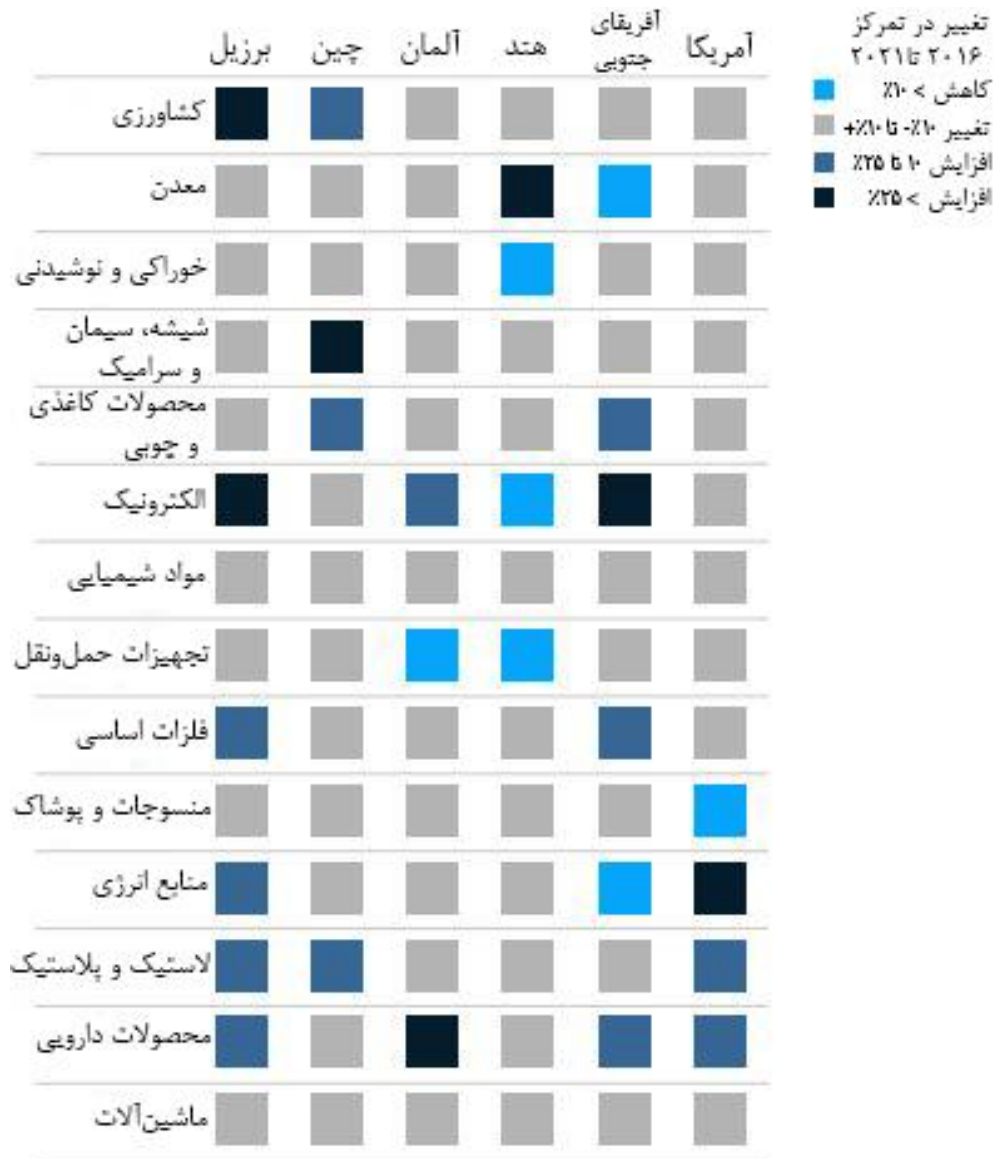 تغییر در تمرکز
۲۰۱۶ تا ۲۰۲۱
کاهش > ۱۰٪
تغییر ۱۰٪- تا ۱۰٪+
افزایش ۱۰ تا ۲۵٪
افزایش > ۲۵٪
آمریکا
آفریقای
جنوبی
هند
آلمان
چین
برزیل
کشاورزی
معدن
خوراکی و نوشیدنی
شیشه، سیمان
و سرامیک
محصولات کاغذی
و چوبی
الکترونیک
مواد شیمیایی
تجهیزات حمل‌ونقل
فلزات اساسی
منسوجات و پوشاک
منابع انرژی
لاستیک و پلاستیک
محصولات دارویی
ماشین‌آلات